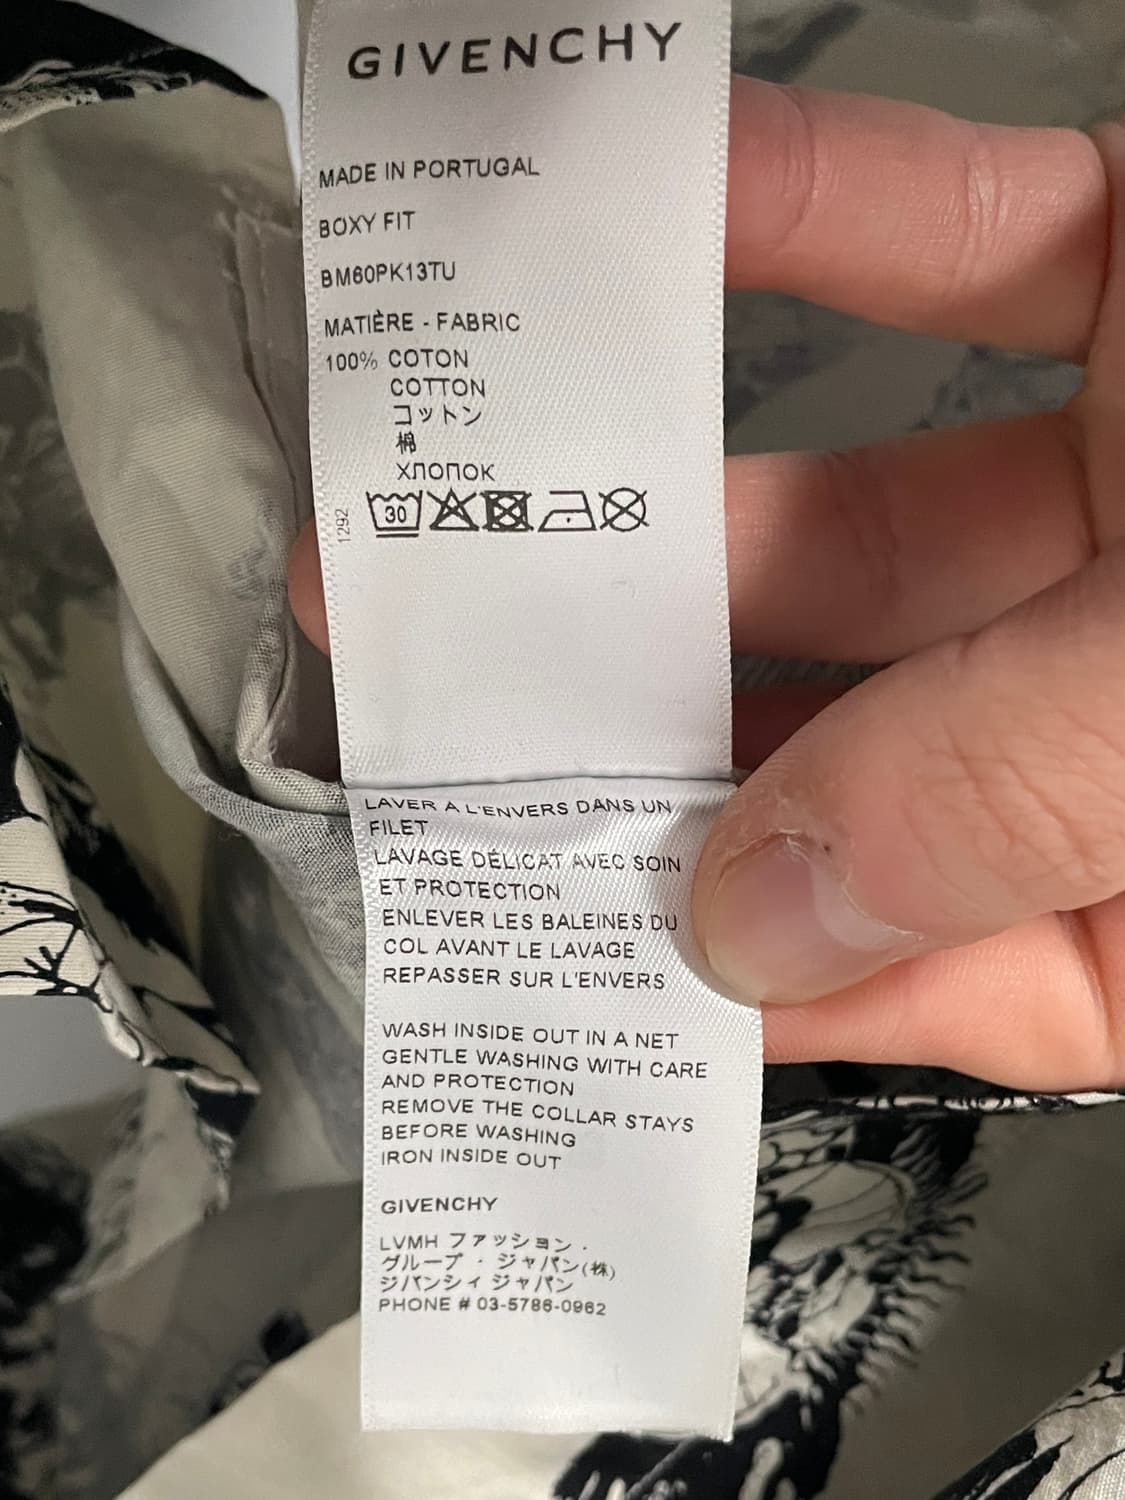 GIVENCHY
MADE IN PORTUGAL
BOXY FIT
BM60PK13TU
MATIÈRE - FABRIC
100% COTON
COTTON
コットン
棉
ХЛОПОК
30
1292
LAVER A L'ENVERS DANS UN
FILET
LAVAGE DÉLICAT AVEC SOIN
ET PROTECTION
ENLEVER LES BALEINES DU
COL AVANT LE LAVAGE
REPASSER SUR L'ENVERS
WASH INSIDE OUT IN A NET
GENTLE WASHING WITH CARE
AND PROTECTION
REMOVE THE COLLAR STAYS
BEFORE WASHING
IRON INSIDE OUT
GIVENCHY
LVMH ファッション・
グループ・ジャパン(株)
ジバンシィ ジャパン
PHONE # 03-5786-0962